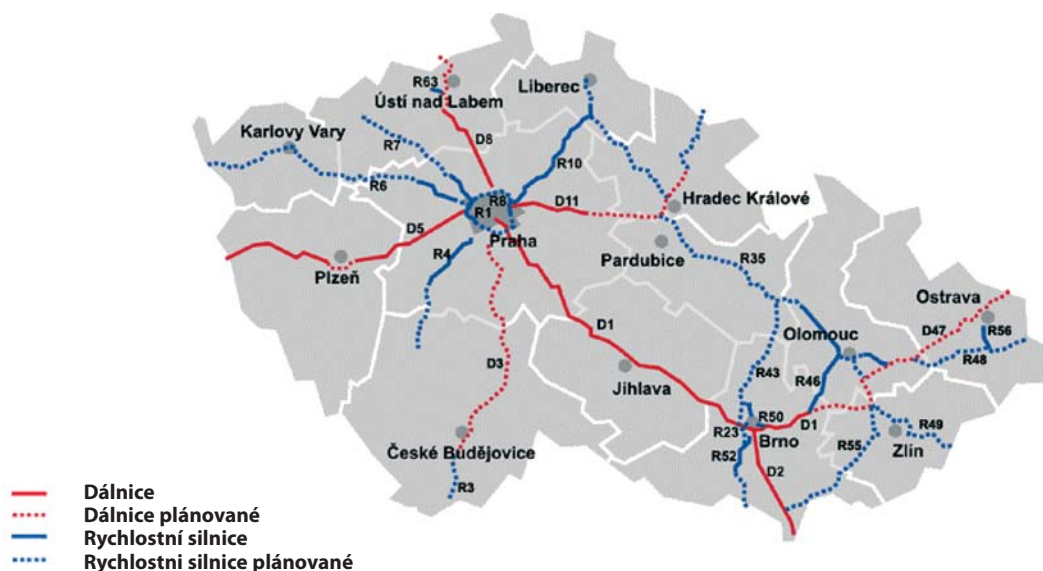 R63
Ústí nad Labem
Liberec
Karlovy Vary
R7
D8
R10
R6
R8
R1
D11
Hradec Králové
D5
Praha
R4
Pardubice
R35
Plzeň
D1
Ostrava
D47
R56
Olomouc
R48
D3
Jihlava
R43
R46
R50
D1
R23
Brno
R49
České Budějovice
R52
R55
Zlín
D2
R3
Dálnice
Dálnice plánované
Rychlostní silnice
Rychlostni silnice plánované